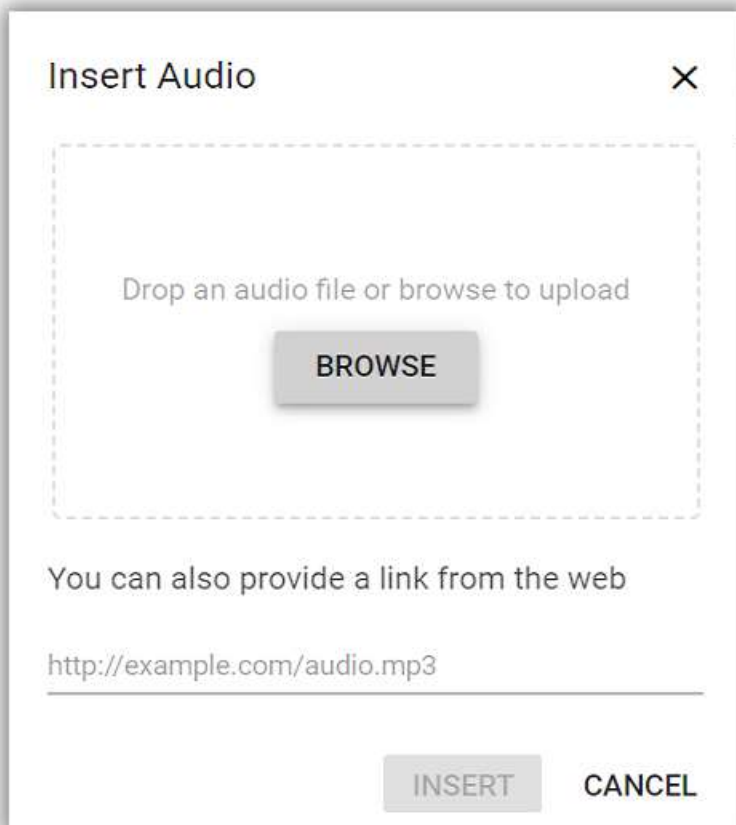 Insert Audio
Drop an audio file or browse to upload
BROWSE
You can also provide a link from the web
http://example.com/audio.mp3
INSERT CANCEL